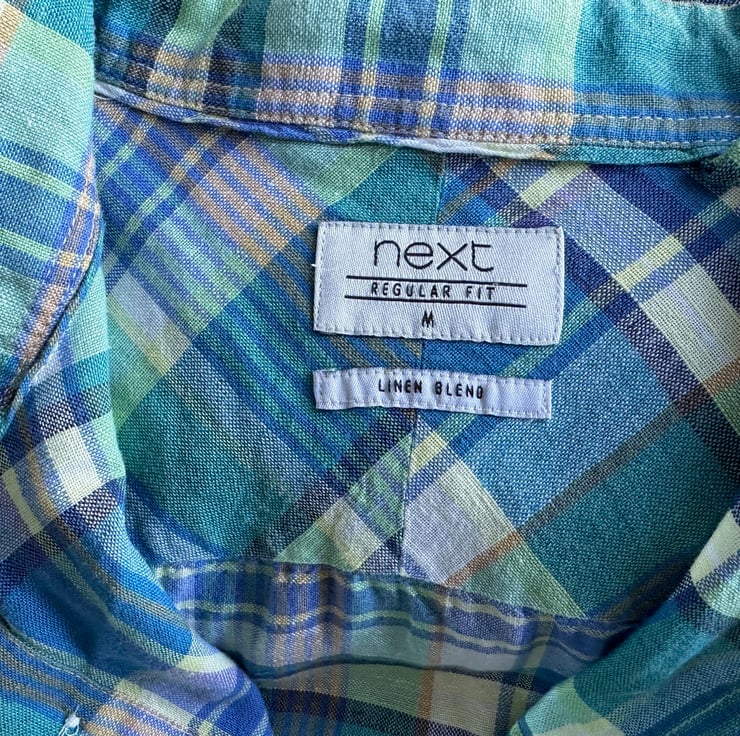 next
REGULAR FIT
M
LINEN BLEND